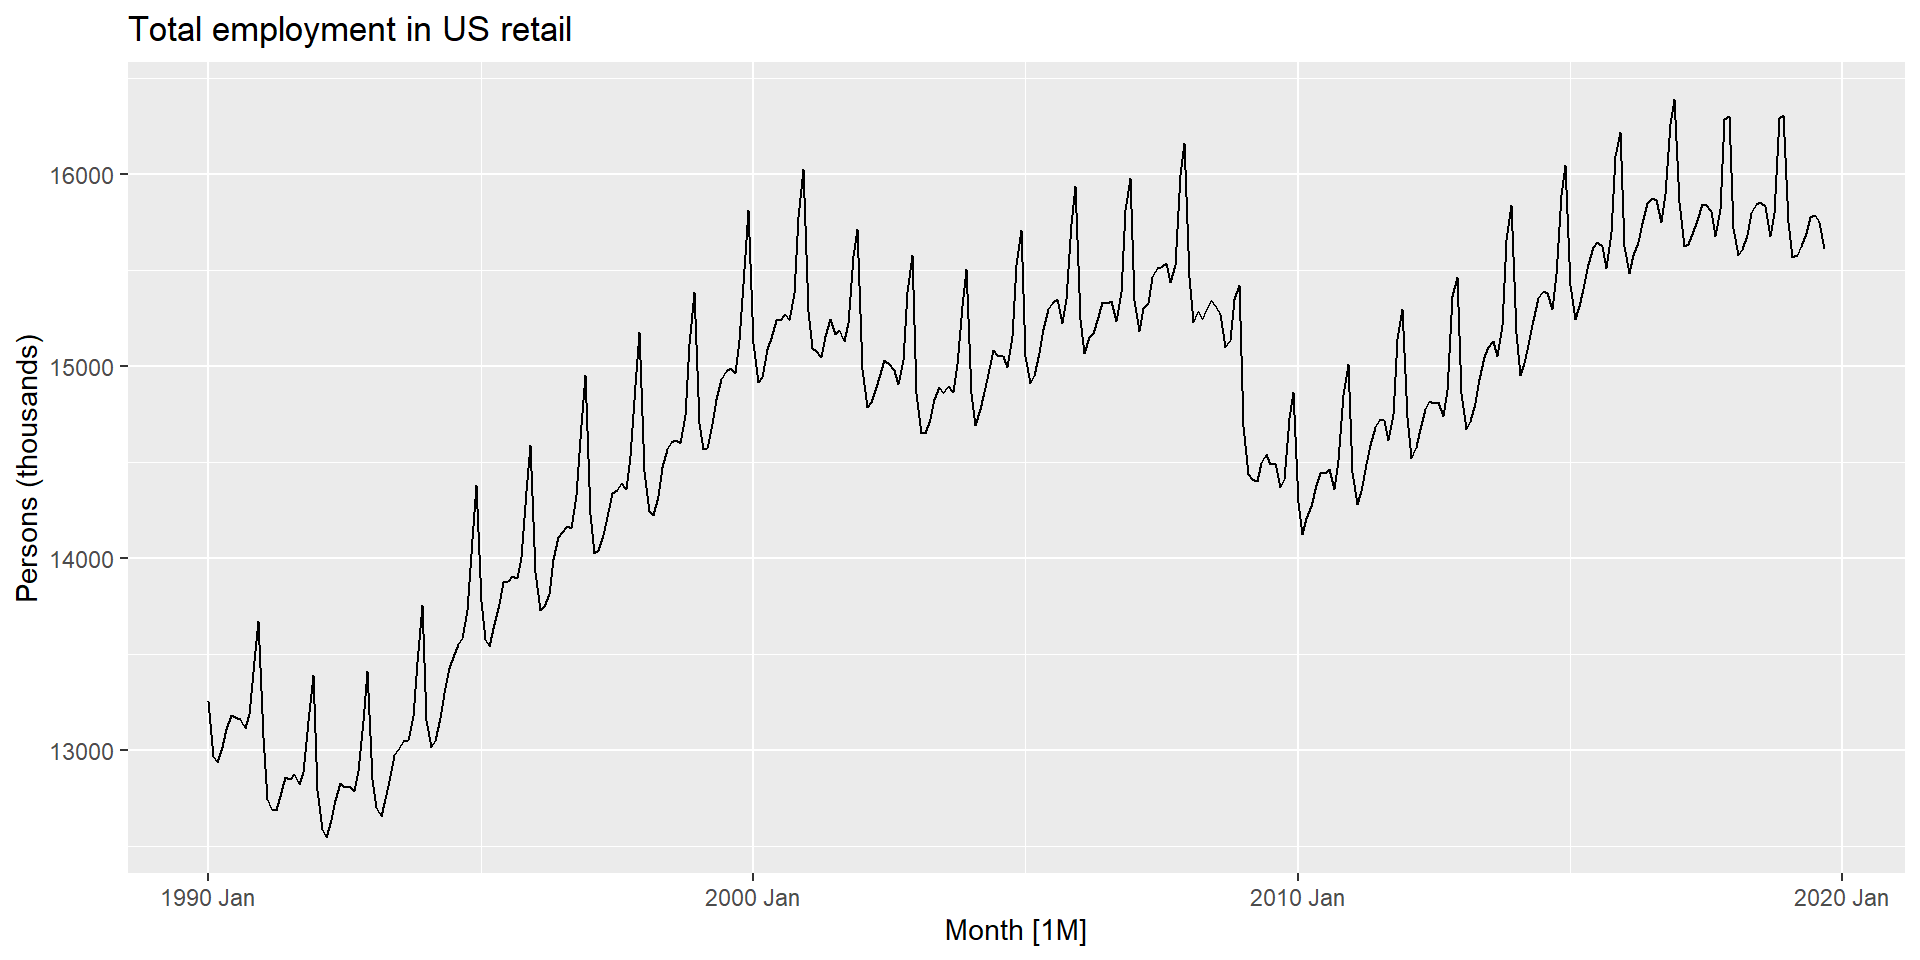 Total employment in US retail
Persons (thousands)
16000
15000
14000
13000
1990 Jan
2000 Jan
2010 Jan
2020 Jan
Month [1M]